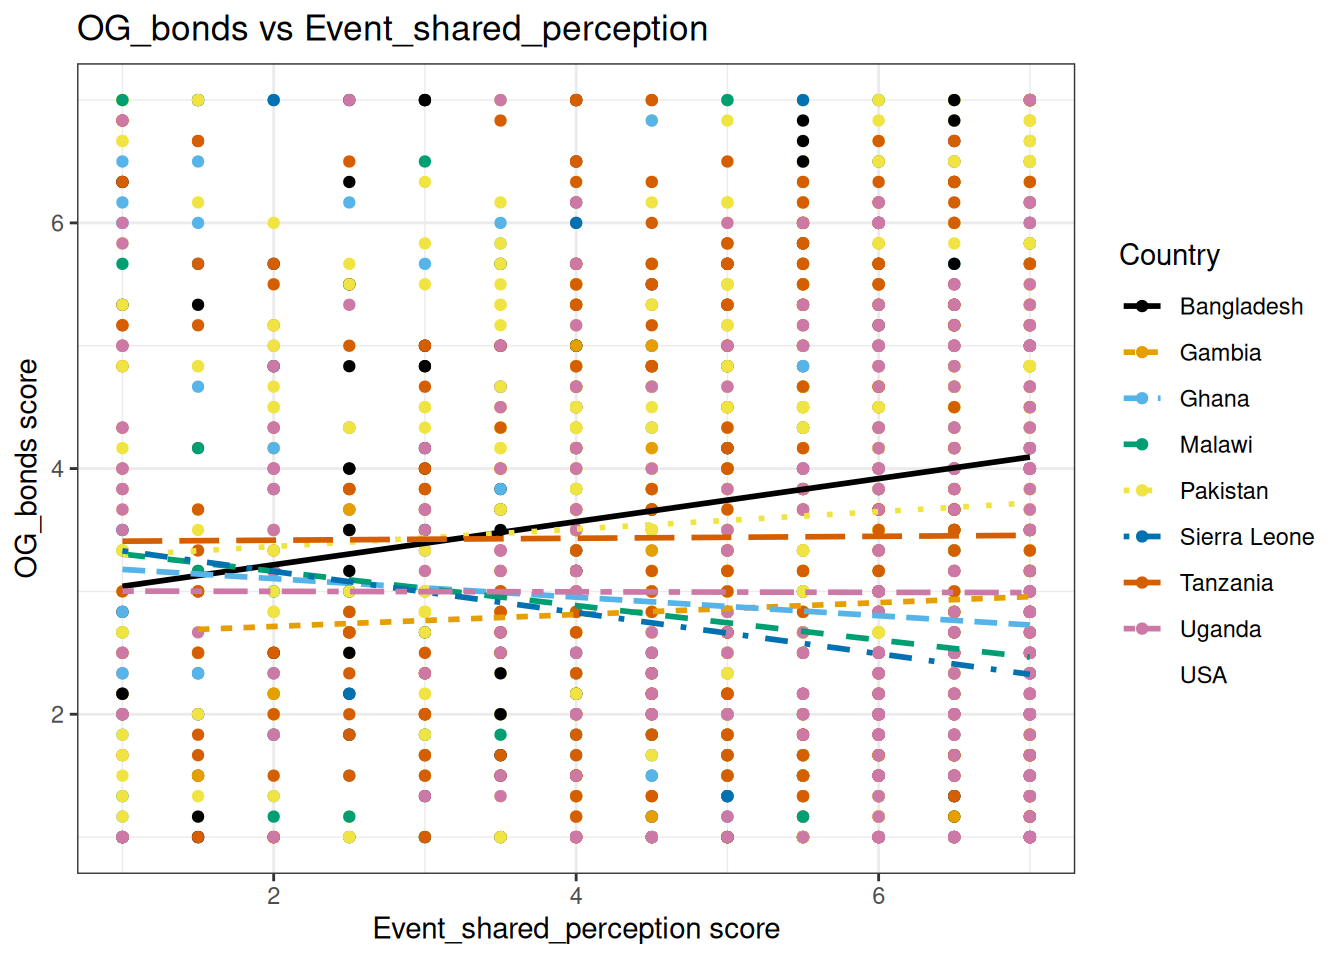 OG_bonds vs Event_shared_perception
OG_bonds score
6
4
2
2
4
6
Event_shared_perception score
Country
Bangladesh
Gambia
Ghana
Malawi
Pakistan
Sierra Leone
Tanzania
Uganda
USA